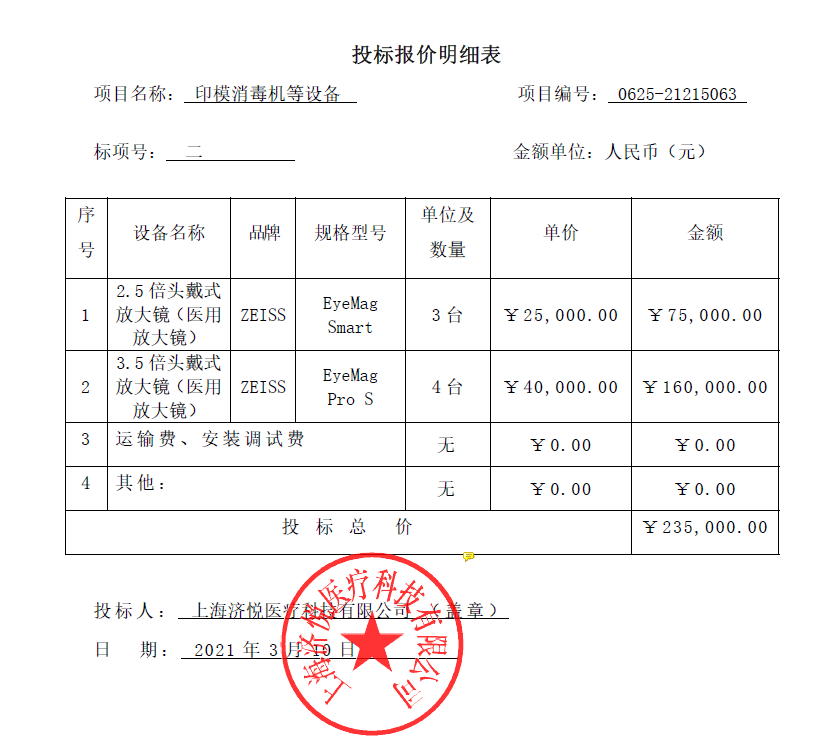 投标报价明细表
项目名称： 印模消毒机等设备
项目编号： 0625-21215063
标项号： 二
金额单位：人民币（元）
序号 设备名称 品牌 规格型号 单位及数量 单价 金额
1 2.5倍头戴式放大镜（医用放大镜） ZEISS EyeMag Smart 3台 ￥25,000.00 ￥75,000.00
2 3.5倍头戴式放大镜（医用放大镜） ZEISS EyeMag Pro S 4台 ￥40,000.00 ￥160,000.00
3 运输费、安装调试费 无 ￥0.00 ￥0.00
4 其他： 无 ￥0.00 ￥0.00
投标总价 ￥235,000.00
投标人： 上海济悦医疗科技有限公司 （盖章）
日 期： 2021年3月10日
上海济悦医疗科技有限公司